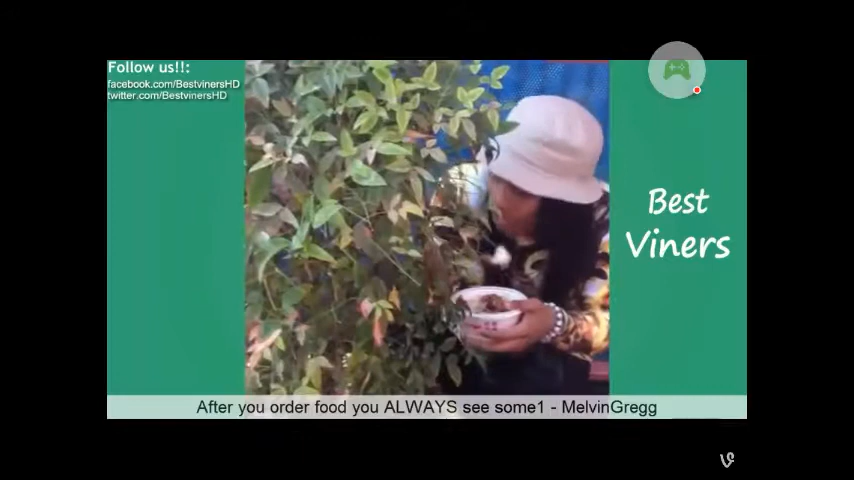 Follow us!!:
facebook.com/BestvinersHD
twitter.com/BestvinersHD
Best
Viners
After you order food you ALWAYS see some1 - MelvinGregg